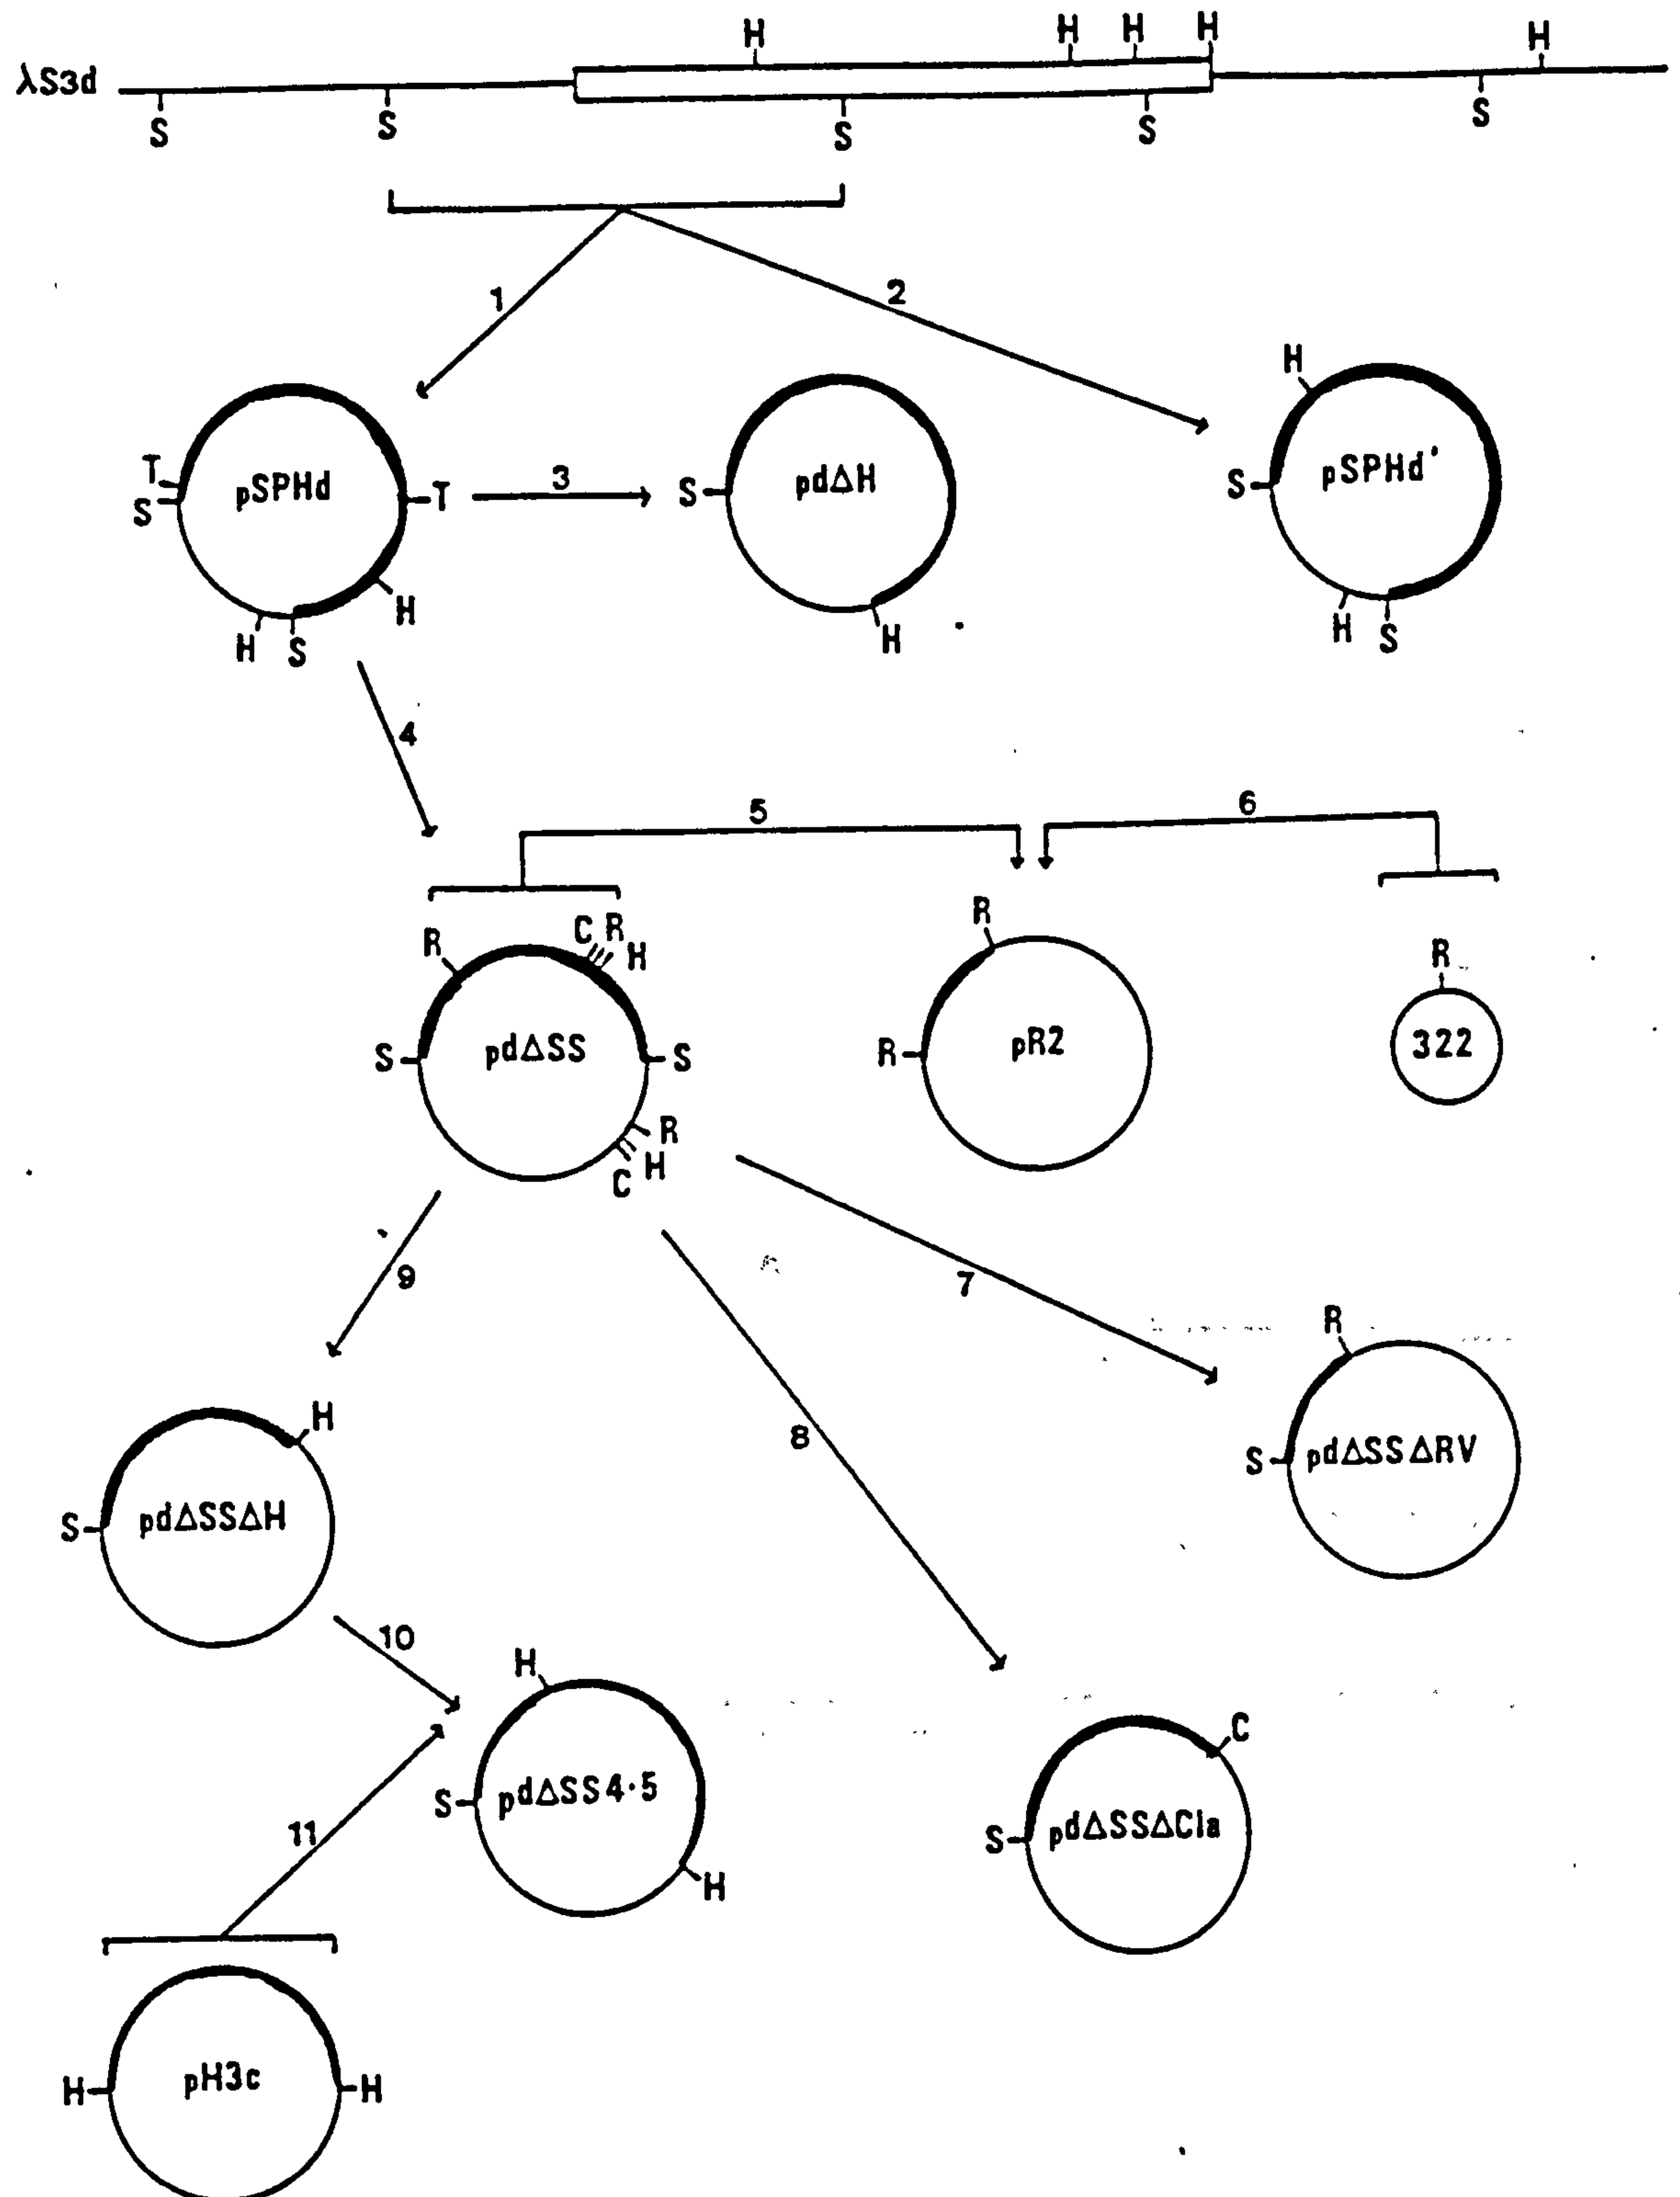 H H H H H
λS3d
S S S S S
1 2
H
T
S
pSPHd
T
3
S
pdΔH
S
pSPHd'
H
H S
H
H S
4
5 6
R
C R H
R
R
S
pdΔSS
S
R
pR2
322
R
H
C
9
7
8
R
H
S
pdΔSSΔH
S
pdΔSSΔRV
10
H
S
pdΔSS4·5
H
C
S
pdΔSSΔCla
11
H
pH3c
H